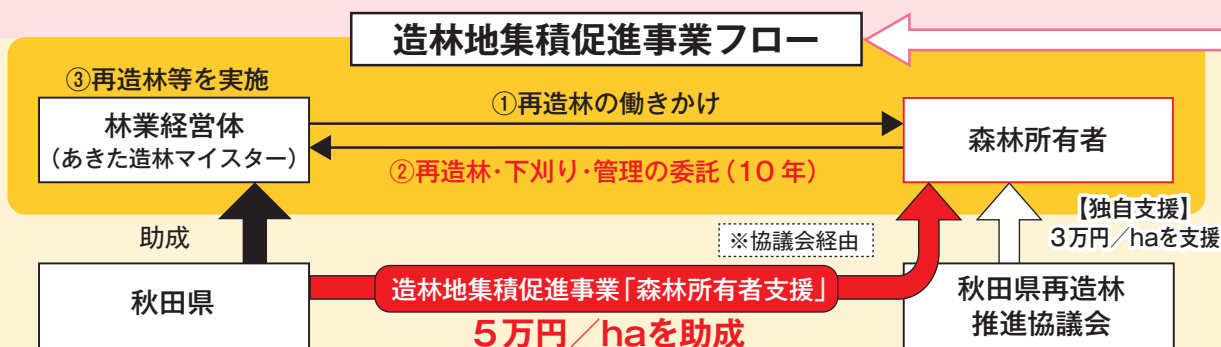 造林地集積促進事業フロー
③再造林等を実施
林業経営体
(あきた造林マイスター)
①再造林の働きかけ
②再造林・下刈り・管理の委託(10年)
森林所有者
助成
※協議会経由
【独自支援】
3万円/haを支援
秋田県
造林地集積促進事業「森林所有者支援」
5万円/haを助成
秋田県再造林
推進協議会